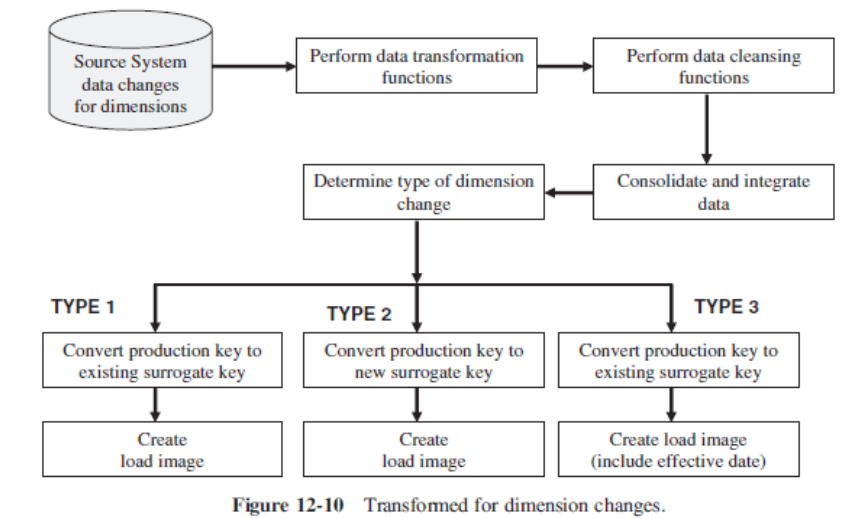 Source System
data changes
for dimensions
Perform data transformation
functions
Perform data cleansing
functions
Determine type of dimension
change
Consolidate and integrate
data
TYPE 1
TYPE 2
TYPE 3
Convert production key to
existing surrogate key
Convert production key to
new surrogate key
Convert production key to
existing surrogate key
Create
load image
Create
load image
Create load image
(include effective date)
Figure 12-10 Transformed for dimension changes.